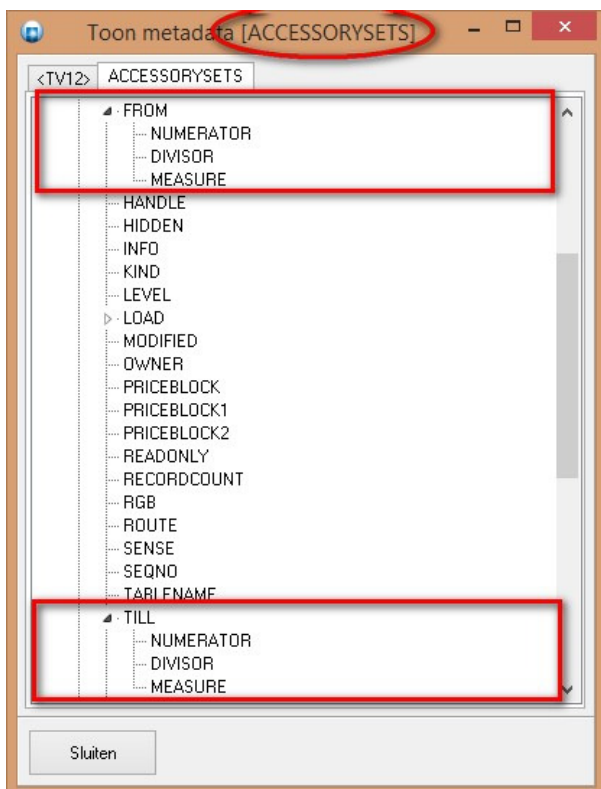 Toon metadata [ACCESSORYSETS]
<TV12> ACCESSORYSETS
FROM
NUMERATOR
DIVISOR
MEASURE
HANDLE
HIDDEN
INFO
KIND
LEVEL
LOAD
MODIFIED
OWNER
PRICEBLOCK
PRICEBLOCK1
PRICEBLOCK2
READONLY
RECORDCOUNT
RGB
ROUTE
SENSE
SEQNO
TABLENAME
TILL
NUMERATOR
DIVISOR
MEASURE
Sluiten